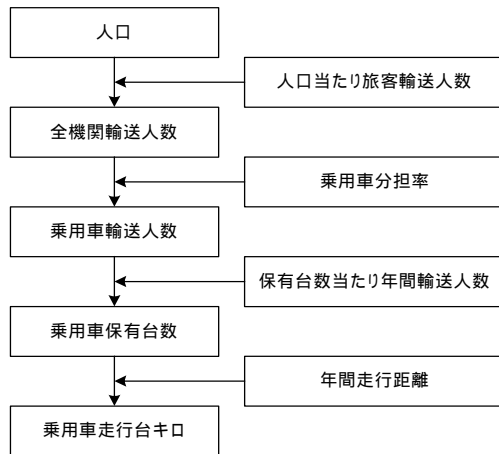 人口
人口当たり旅客輸送人数
全機関輸送人数
乗用車分担率
乗用車輸送人数
保有台数当たり年間輸送人数
乗用車保有台数
年間走行距離
乗用車走行台キロ